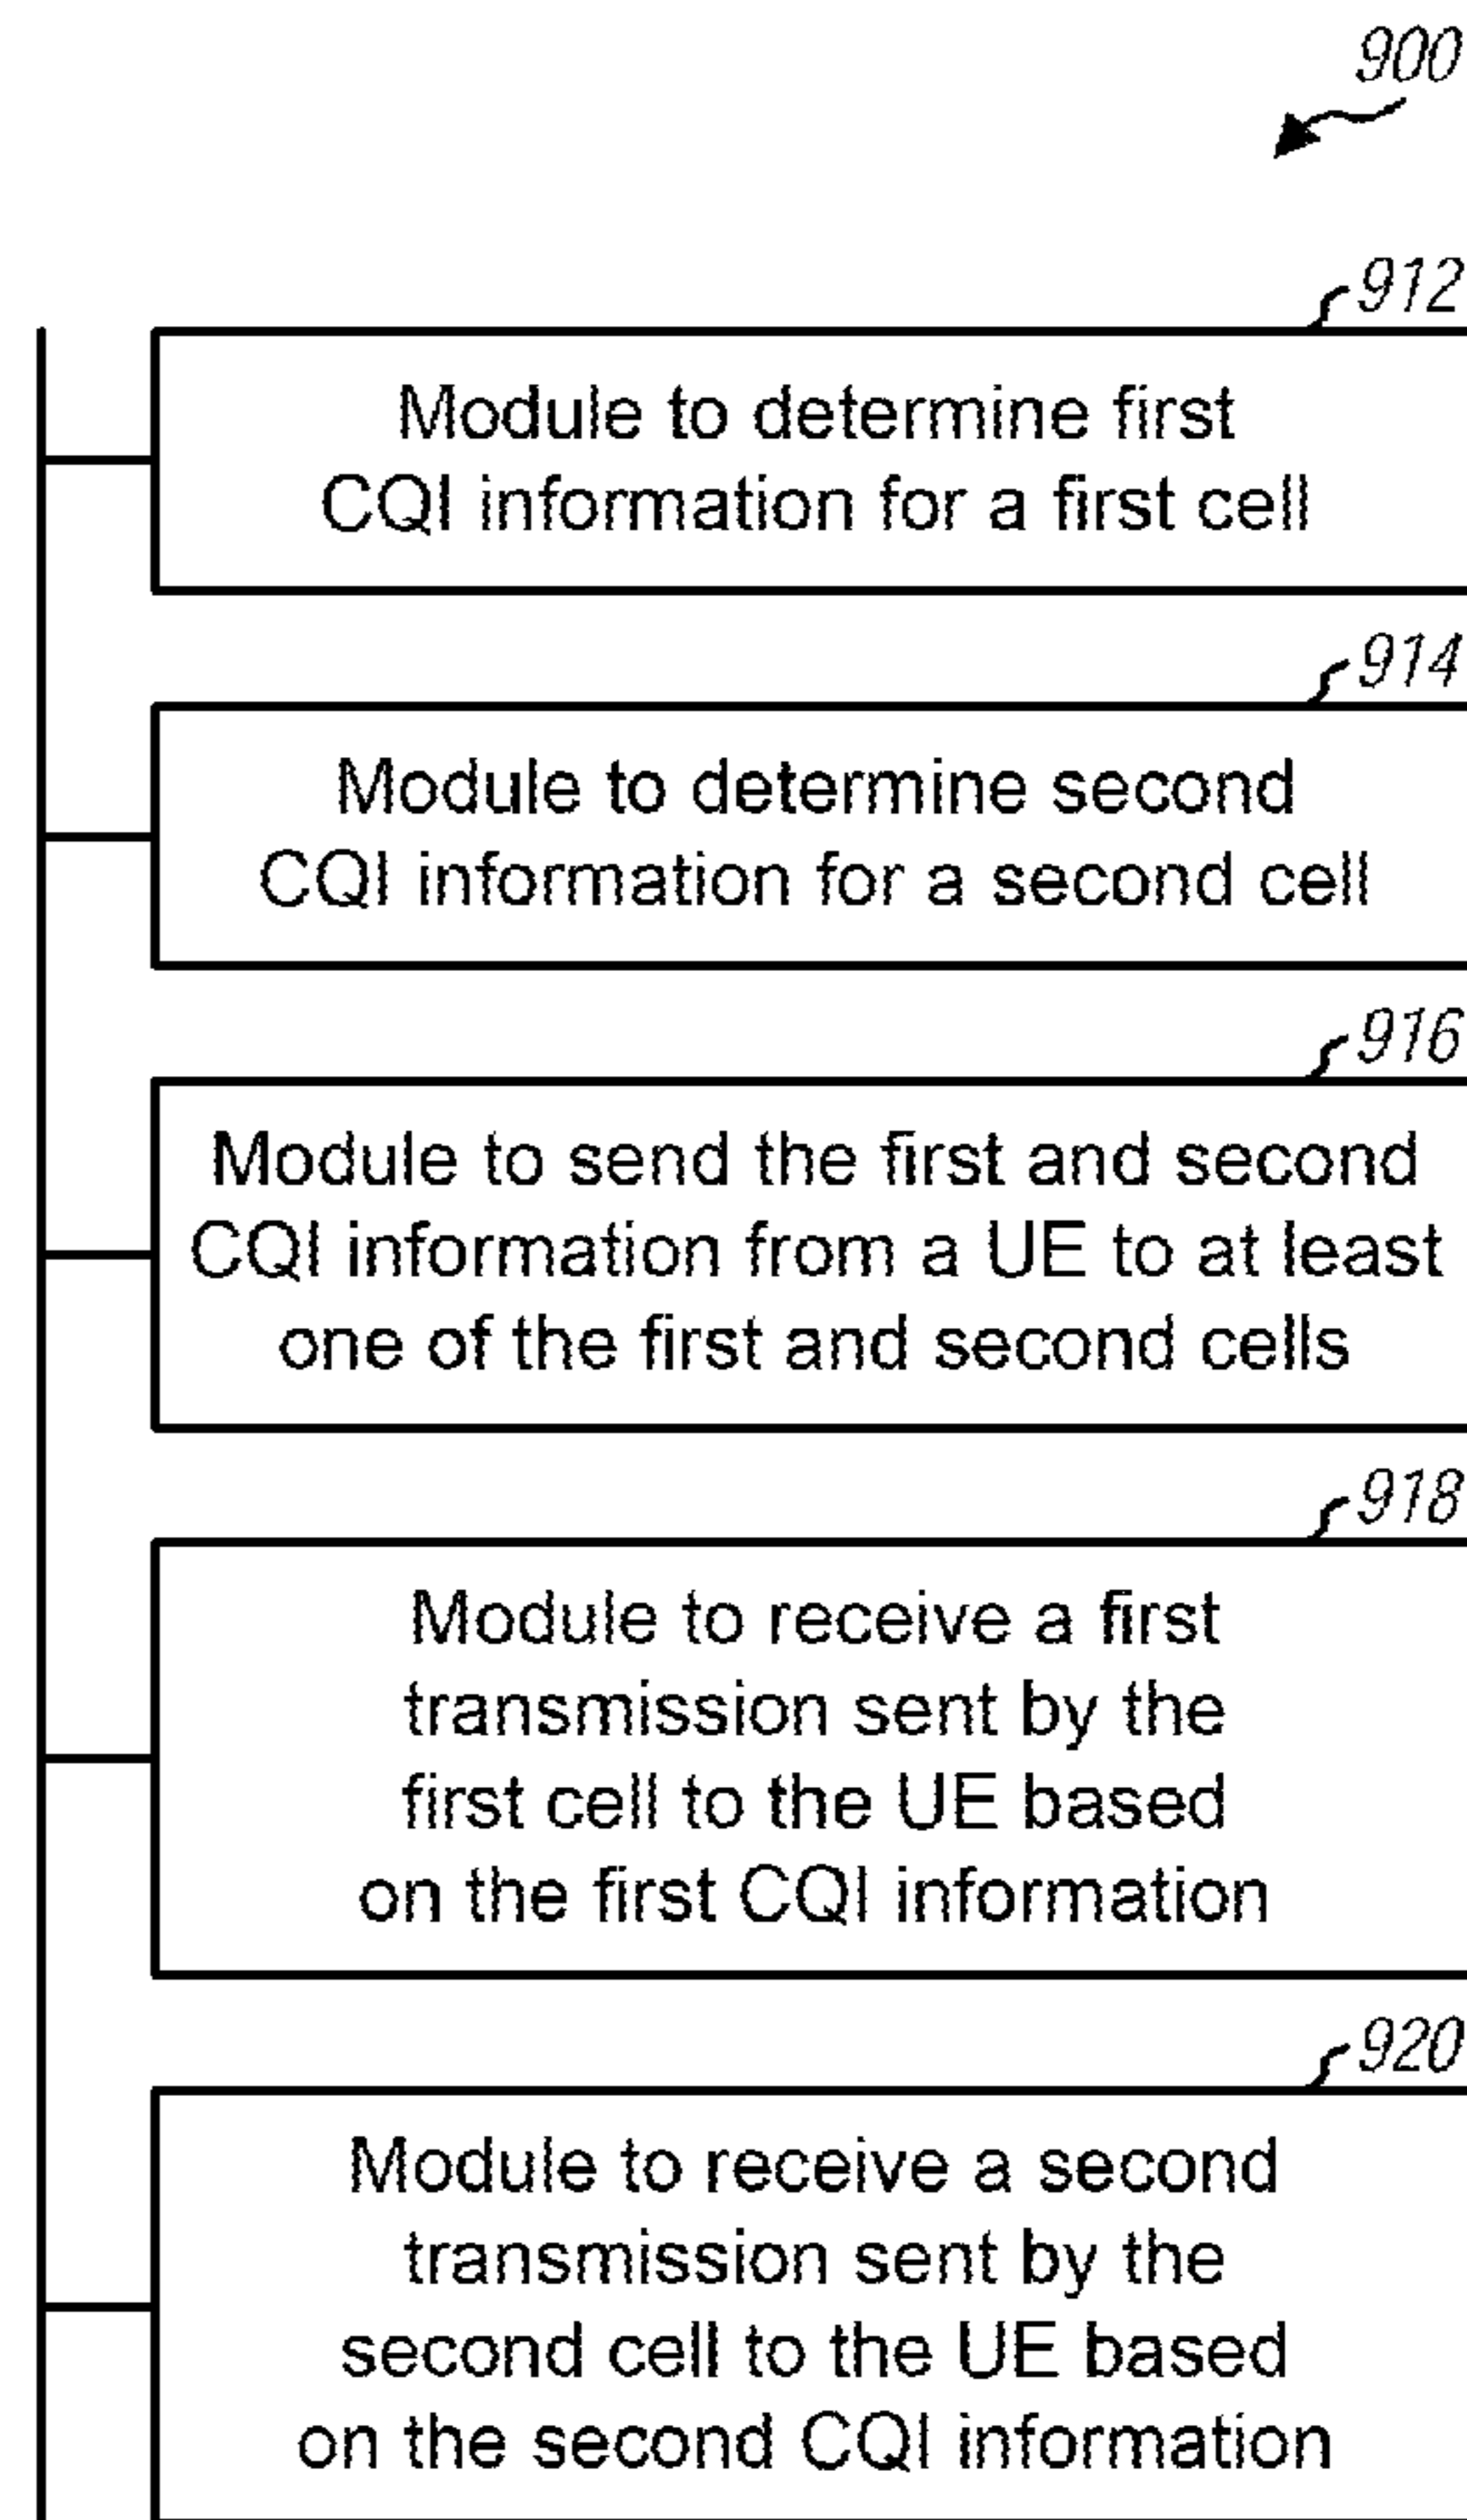 900
912
Module to determine first
CQI information for a first cell
914
Module to determine second
CQI information for a second cell
916
Module to send the first and second
CQI information from a UE to at least
one of the first and second cells
918
Module to receive a first
transmission sent by the
first cell to the UE based
on the first CQI information
920
Module to receive a second
transmission sent by the
second cell to the UE based
on the second CQI information